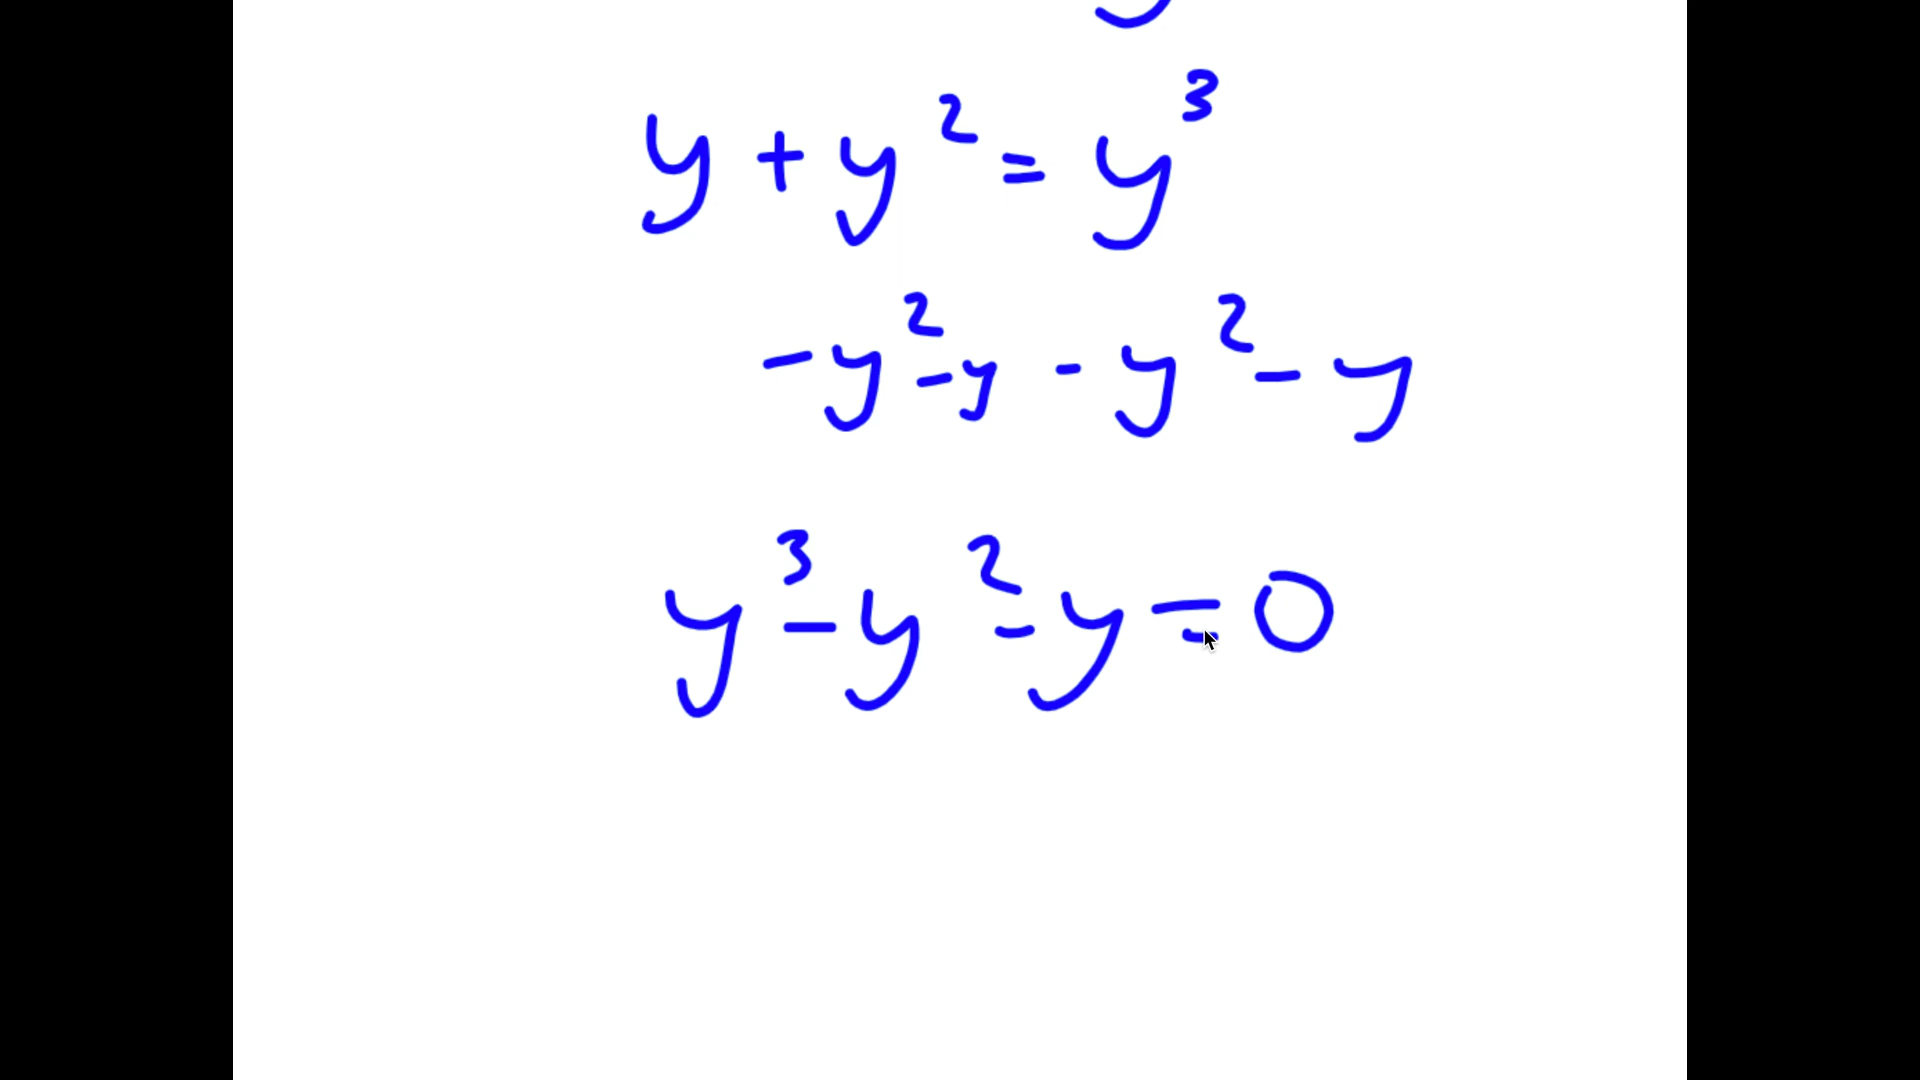 y + y² = y³
- y² - y - y² - y
y³ - y² - y = 0